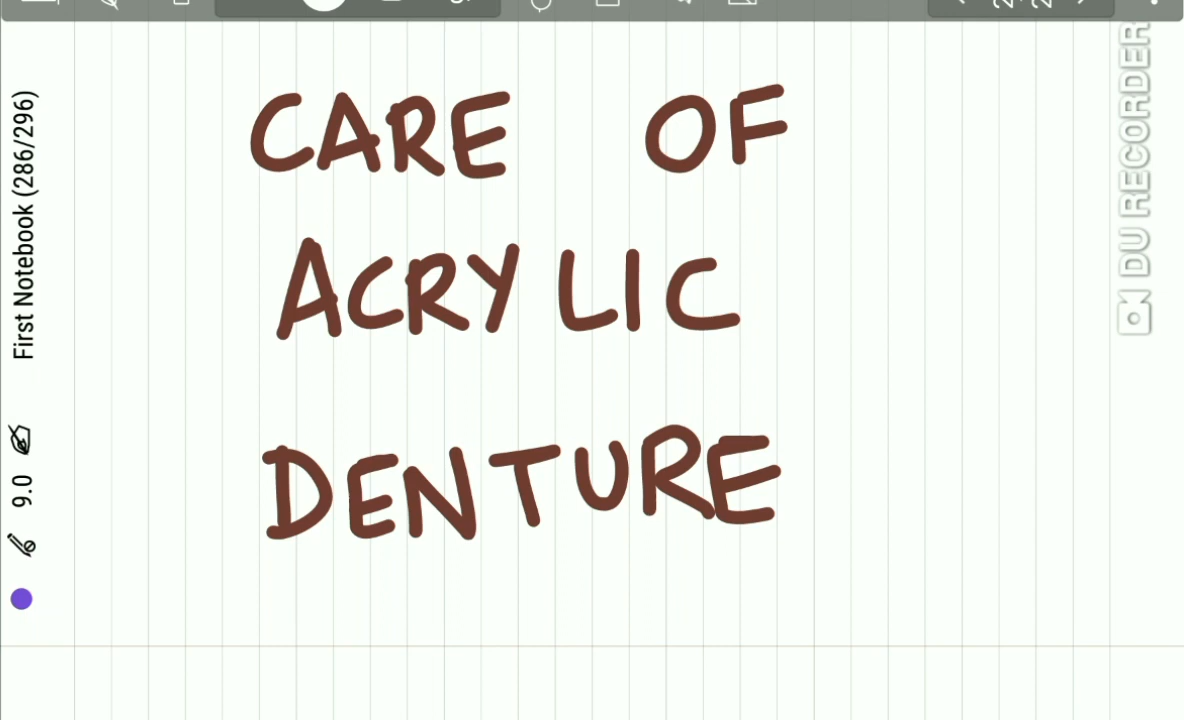 CARE OF
ACRYLIC
DENTURE
First Notebook (286/296)
9.0
DU RECORDER